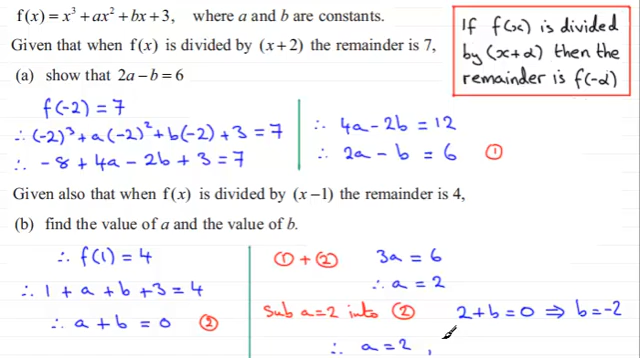 f(x) = x³ + ax² + bx + 3, where a and b are constants.
Given that when f(x) is divided by (x + 2) the remainder is 7,
(a) show that 2a – b = 6
If f(x) is divided
by (x+α) then the
remainder is f(-α)
f(-2) = 7
∴ (-2)³ + a(-2)² + b(-2) + 3 = 7
∴ -8 + 4a - 2b + 3 = 7
∴ 4a - 2b = 12
∴ 2a - b = 6 ①
Given also that when f(x) is divided by (x – 1) the remainder is 4,
(b) find the value of a and the value of b.
∴ f(1) = 4
∴ 1 + a + b + 3 = 4
∴ a + b = 0 ②
① + ② 3a = 6
∴ a = 2
Sub a=2 into ② 2 + b = 0 ⇒ b = -2
∴ a = 2,